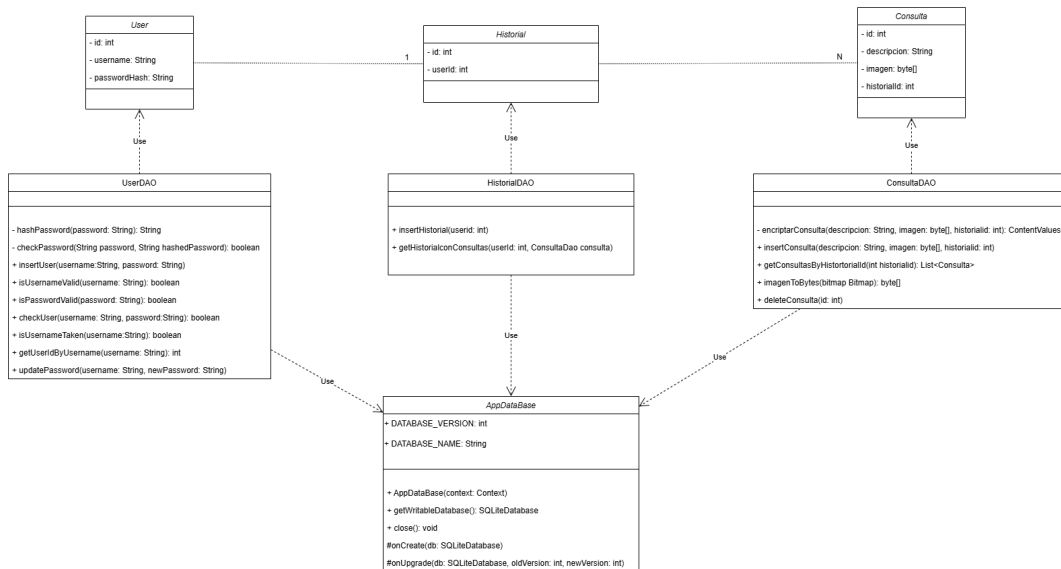 User
- id: int
- username: String
- passwordHash: String
1
Historial
- id: int
- userId: int
N
Consulta
- id: int
- descripcion: String
- imagen: byte[]
- historialId: int
Use
Use
Use
UserDAO
- hashPassword(password: String): String
- checkPassword(String password, String hashedPassword): boolean
+ insertUser(username:String, password: String)
+ isUsernameValid(username: String): boolean
+ isPasswordValid(password: String): boolean
+ checkUser(username: String, password:String): boolean
+ isUsernameTaken(username:String): boolean
+ getUserIdByUsername(username: String): int
+ updatePassword(username: String, newPassword: String)
HistorialDAO
+ insertHistorial(userid: int)
+ getHistorialconConsultas(userId: int, ConsultaDao consulta)
ConsultaDAO
- encriptarConsulta(descripcion: String, imagen: byte[], historialid: int): ContentValues
+ insertConsulta(descripcion: String, imagen: byte[], historialid: int)
+ getConsultasByHistortorialId(int historialid): List<Consulta>
+ imagenToBytes(bitmap Bitmap): byte[]
+ deleteConsulta(id: int)
Use
Use
Use
AppDataBase
+ DATABASE_VERSION: int
+ DATABASE_NAME: String
+ AppDataBase(context: Context)
+ getWritableDatabase(): SQLiteDatabase
+ close(): void
#onCreate(db: SQLiteDatabase)
#onUpgrade(db: SQLiteDatabase, oldVersion: int, newVersion: int)